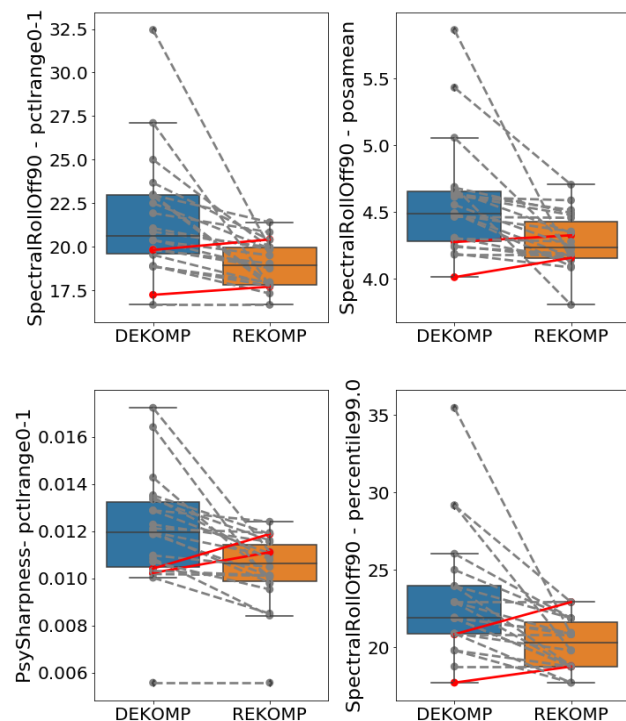 SpectralRollOff90 - pctlrange0-1
32.5
30.0
27.5
25.0
22.5
20.0
17.5
DEKOMP REKOMP
SpectralRollOff90 - posamean
5.5
5.0
4.5
4.0
DEKOMP REKOMP
PsySharpness- pctlrange0-1
0.016
0.014
0.012
0.010
0.008
0.006
DEKOMP REKOMP
SpectralRollOff90 - percentile99.0
35
30
25
20
DEKOMP REKOMP